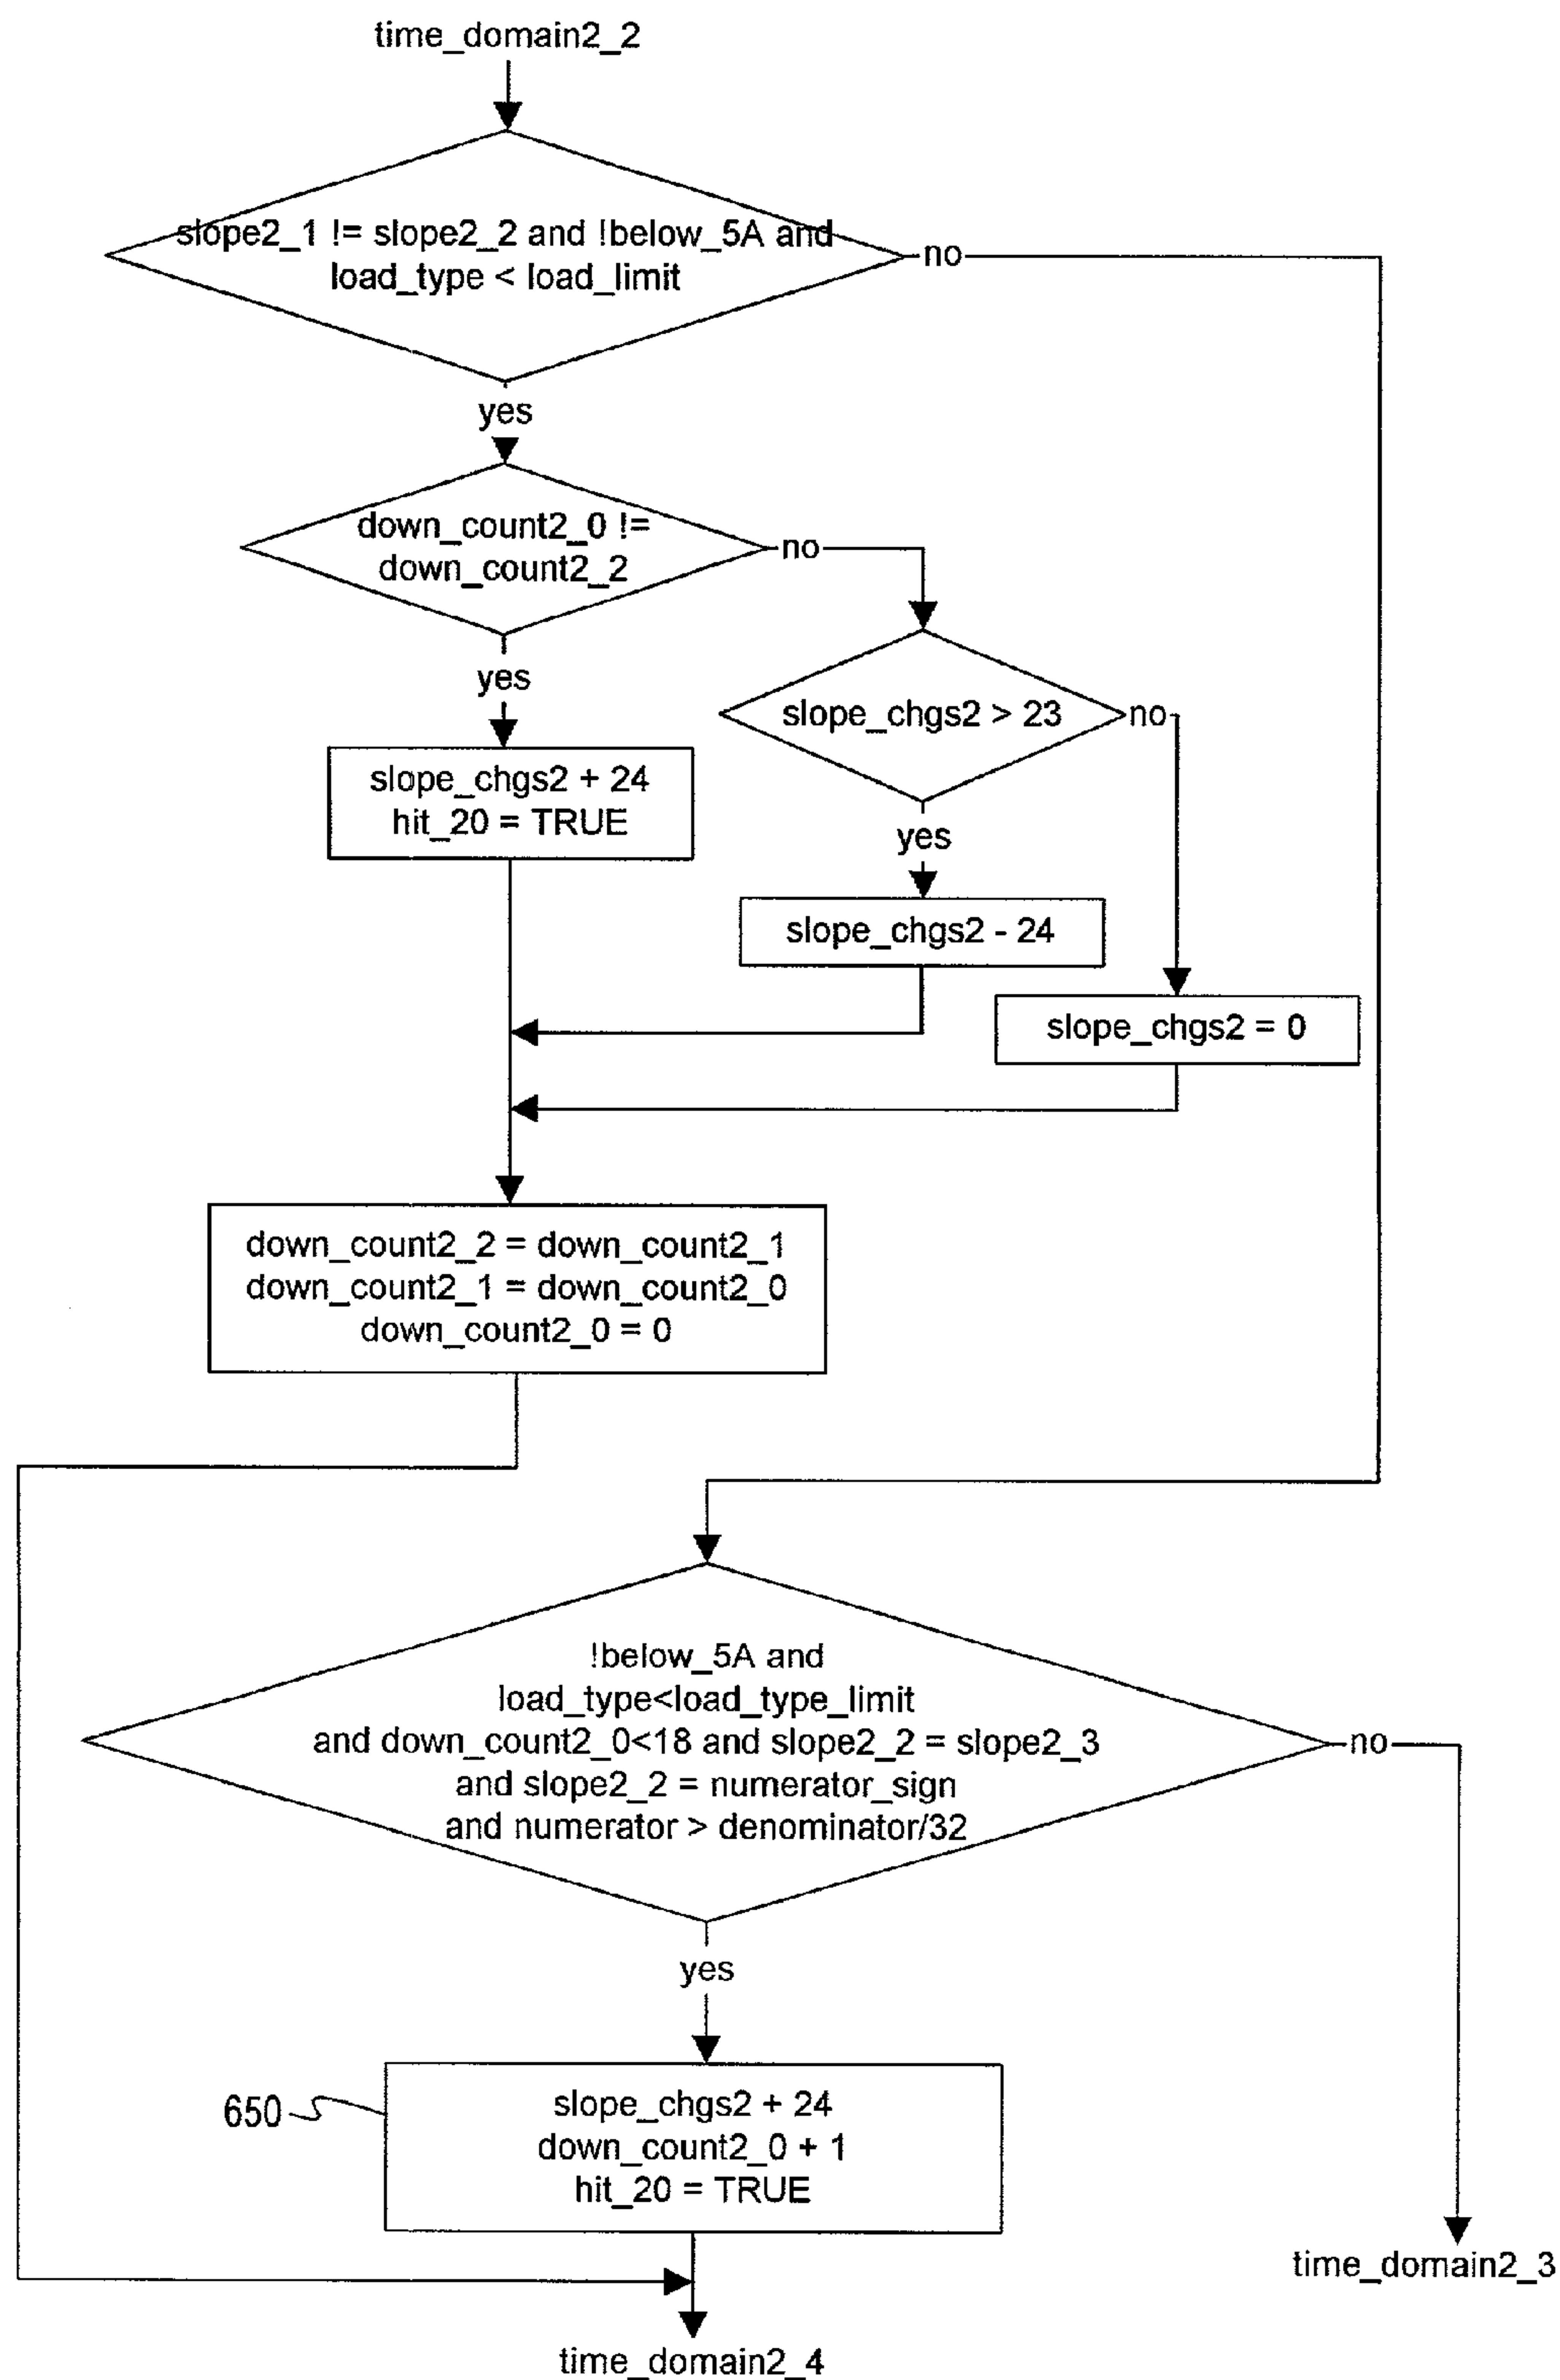 time_domain2_2
slope2_1 != slope2_2 and !below_5A and
load_type < load_limit
no
yes
down_count2_0 !=
down_count2_2
no
yes
slope_chgs2 > 23
no
slope_chgs2 + 24
hit_20 = TRUE
yes
slope_chgs2 - 24
slope_chgs2 = 0
down_count2_2 = down_count2_1
down_count2_1 = down_count2_0
down_count2_0 = 0
!below_5A and
load_type<load_type_limit
and down_count2_0<18 and slope2_2 = slope2_3
and slope2_2 = numerator_sign
and numerator > denominator/32
no
yes
650
slope_chgs2 + 24
down_count2_0 + 1
hit_20 = TRUE
time_domain2_3
time_domain2_4